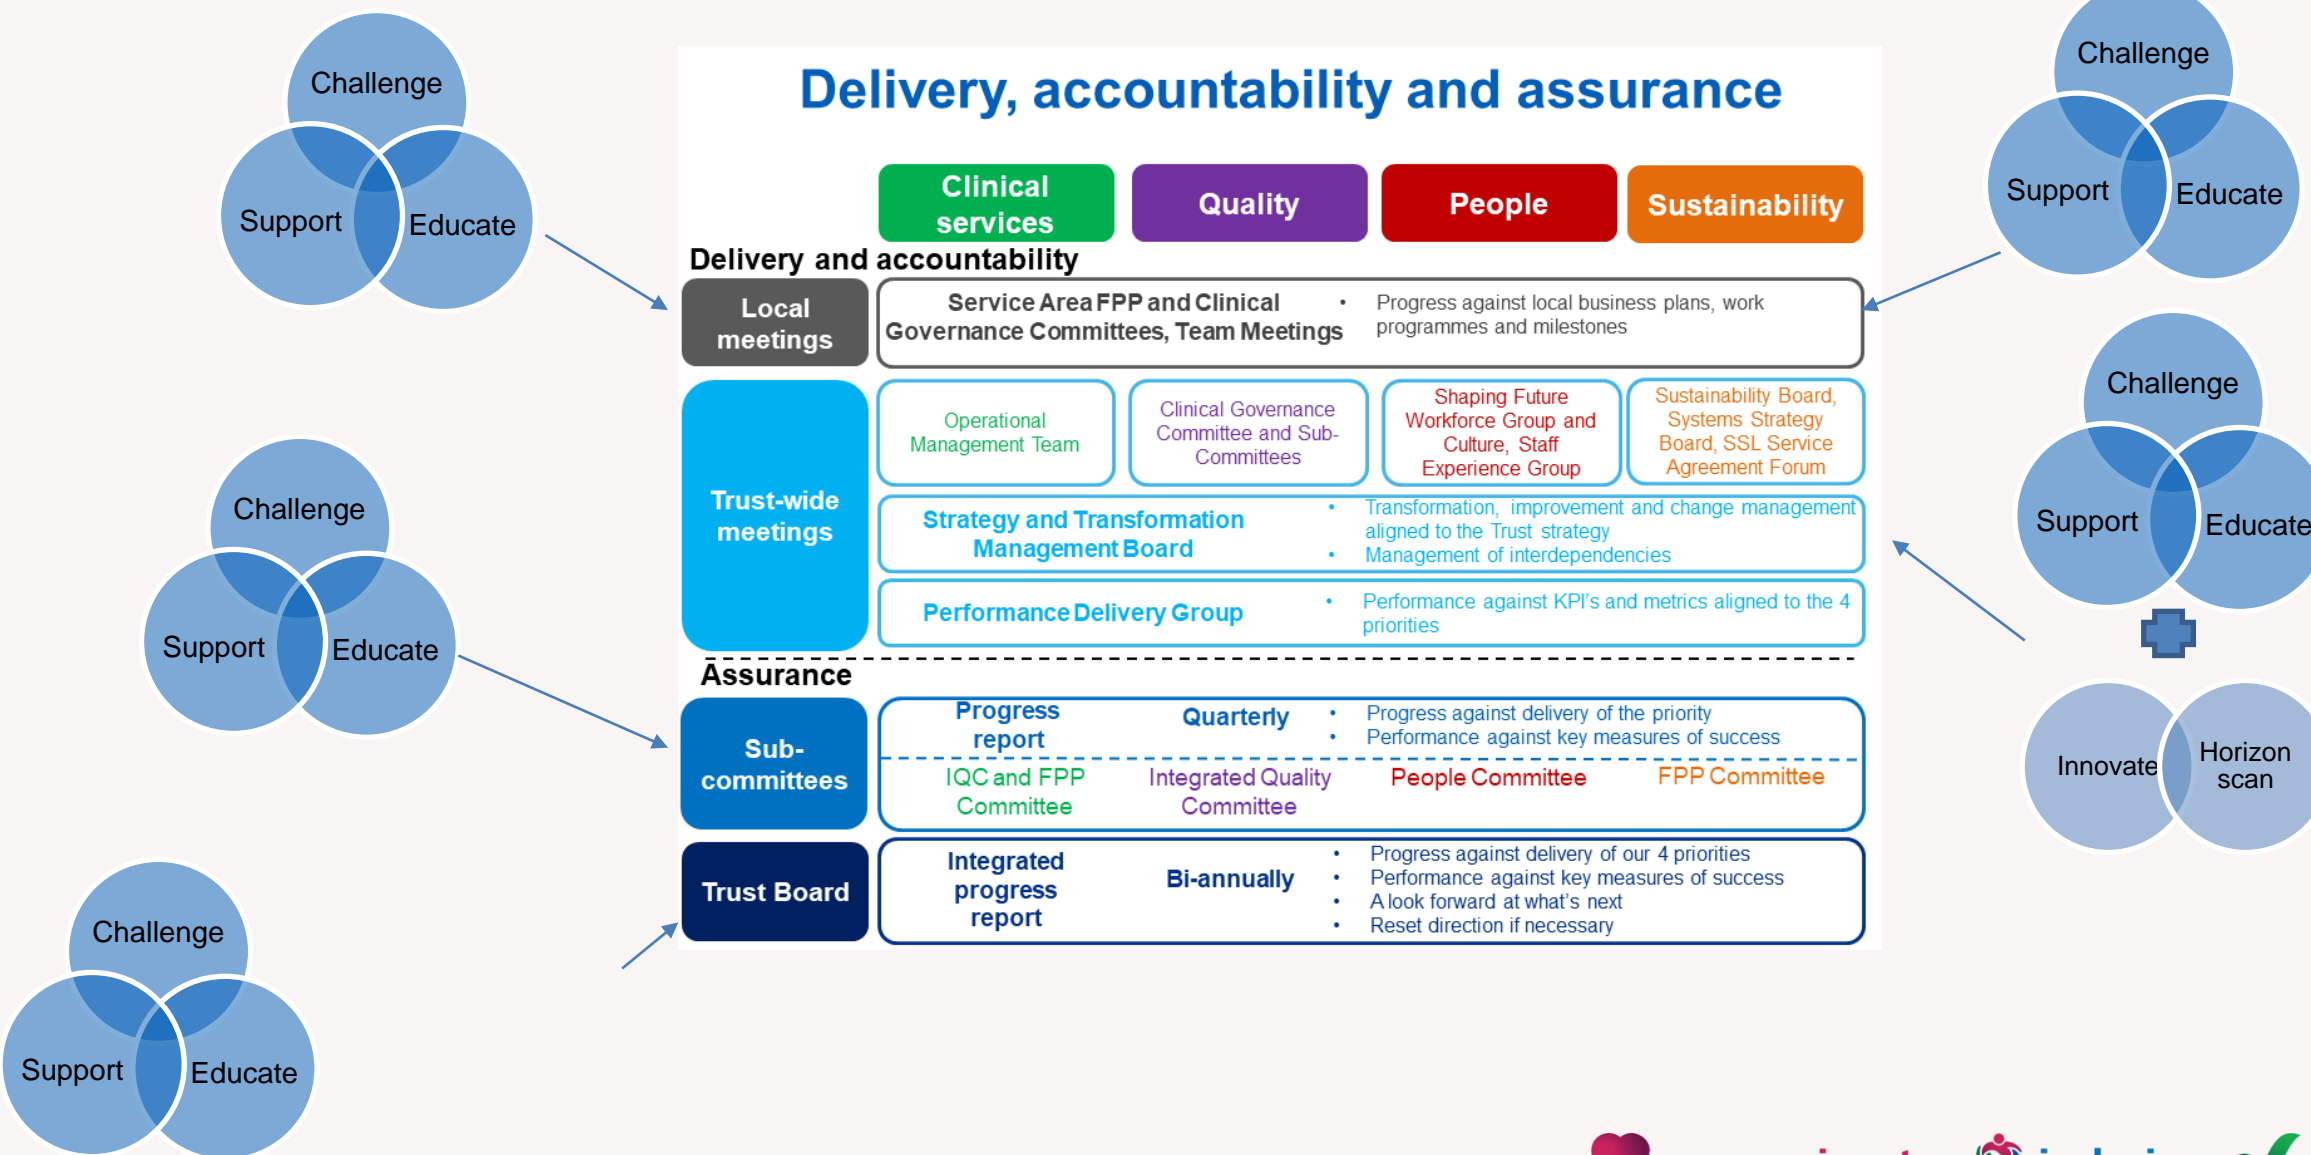 Challenge
Support
Educate
Challenge
Support
Educate
Challenge
Support
Educate
Delivery, accountability and assurance
Clinical
services
Quality
People
Sustainability
Delivery and accountability
Local
meetings
Service Area FPP and Clinical
Governance Committees, Team Meetings
• Progress against local business plans, work
programmes and milestones
Trust-wide
meetings
Operational
Management Team
Clinical Governance
Committee and Sub-
Committees
Shaping Future
Workforce Group and
Culture, Staff
Experience Group
Sustainability Board,
Systems Strategy
Board, SSL Service
Agreement Forum
Strategy and Transformation
Management Board
• Transformation, improvement and change management
aligned to the Trust strategy
• Management of interdependencies
Performance Delivery Group
• Performance against KPI's and metrics aligned to the 4
priorities
Assurance
Sub-
committees
Progress
report
Quarterly
• Progress against delivery of the priority
• Performance against key measures of success
IQC and FPP
Committee
Integrated Quality
Committee
People Committee
FPP Committee
Trust Board
Integrated
progress
report
Bi-annually
• Progress against delivery of our 4 priorities
• Performance against key measures of success
• A look forward at what's next
• Reset direction if necessary
Challenge
Support
Educate
Challenge
Support
Educate
Innovate
Horizon
scan